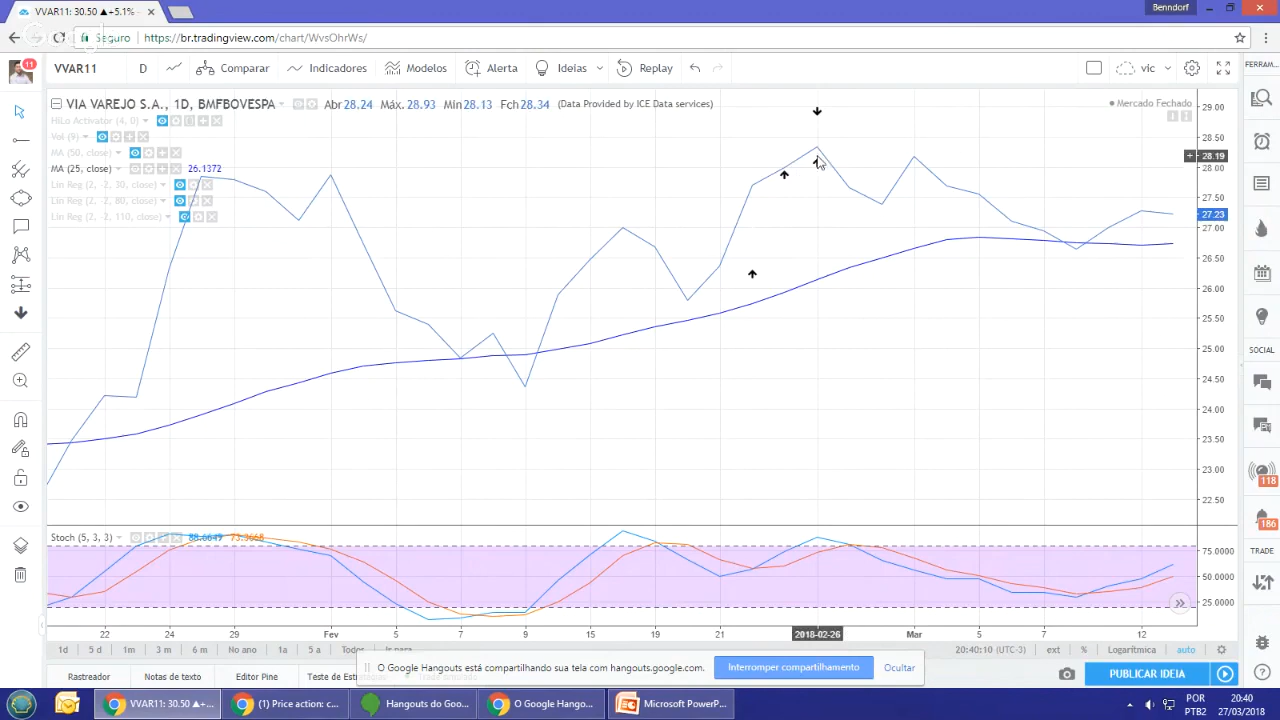 VVAR11: 30.50 ▲+5.1%
Benndorf
Seguro
https://br.tradingview.com/chart/WvsOhrWs/
11
VVAR11
D
Comparar
Indicadores
Modelos
Alerta
Ideias
Replay
vic
FERRAM...
VIA VAREJO S.A., 1D, BMFBOVESPA
Abr 28.24 Máx. 28.93 Mín 28.13 Fch 28.34 (Data Provided by ICE Data services)
Mercado Fechado
HiLo Activator (4, 0)
Vol (9)
MA (50, close)
MA (25, close) 26.1372
Lin Reg (2, -2, 30, close)
Lin Reg (2, -2, 80, close)
Lin Reg (2, -2, 110, close)
29.00
28.50
28.19
28.00
27.50
27.23
27.00
26.50
26.00
25.50
25.00
24.50
24.00
23.50
23.00
22.50
SOCIAL
118
186
TRADE
Stoch (5, 3, 3) 88.6649
75.0000
50.0000
25.0000
22 24 29 Fev 5 7 9 15 19 21 2018-02-26 Mar 5 7 12
1d 5 d 1m 3 m 6 m No ano 1a 5 a Todos Ir para
20:40:10 (UTC-3) ext % Logarítmica auto
O Google Hangouts está compartilhando sua tela com hangouts.google.com.
Interromper compartilhamento
Ocultar
Rastreador Notas de texto Editor Pine
PUBLICAR IDEIA
VVAR11: 30.50 ▲+5...
(1) Price action: c...
Hangouts do Goo...
O Google Hango...
Microsoft PowerP...
POR
PTB2
20:40
27/03/2018